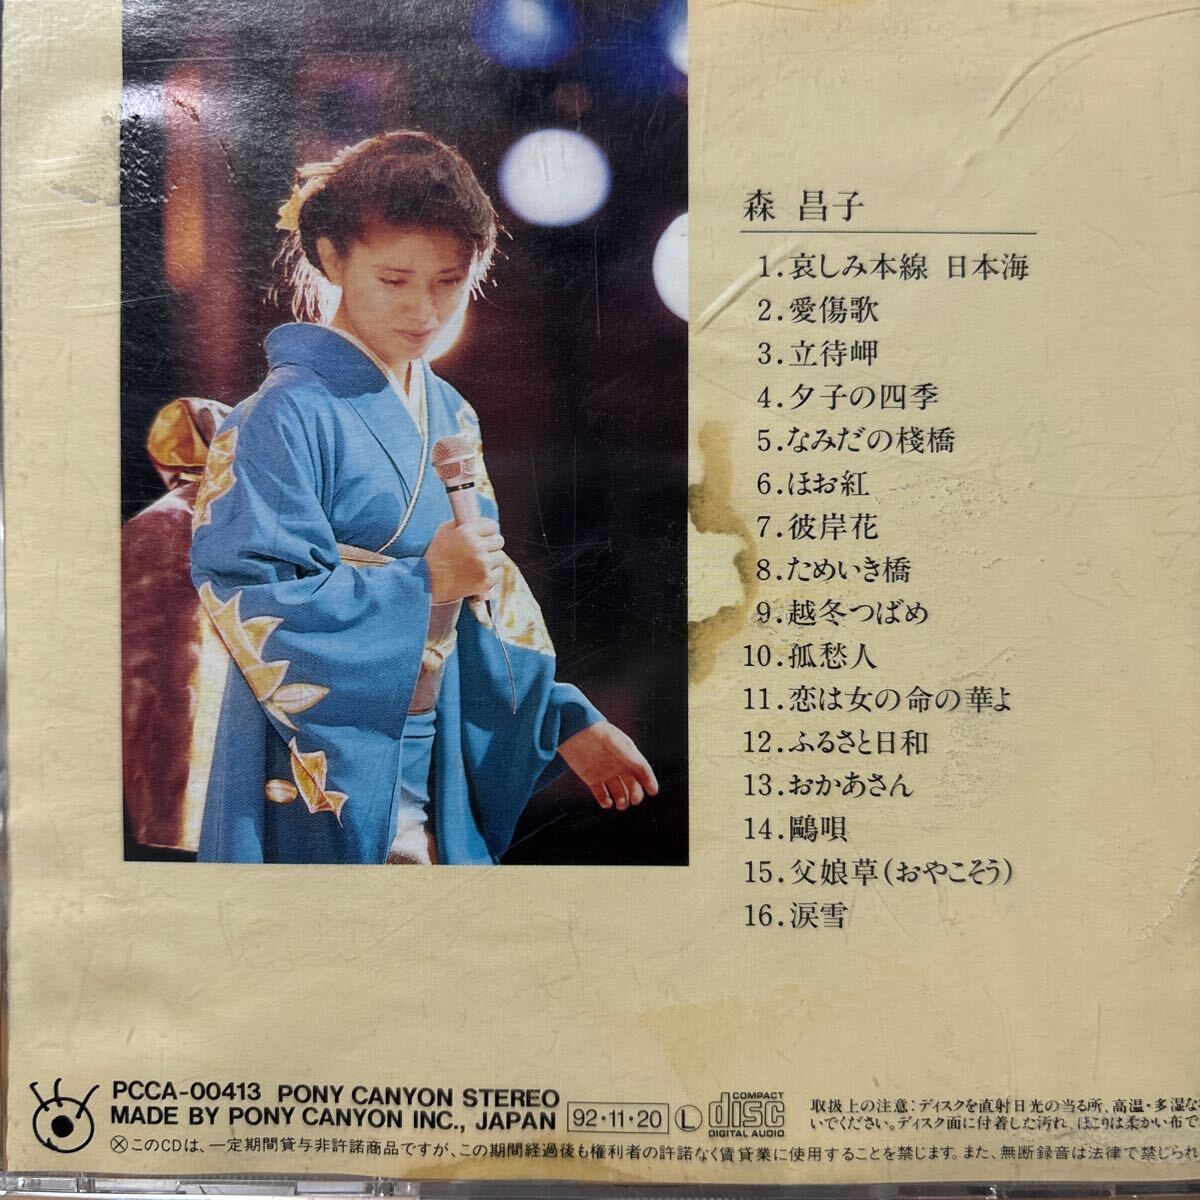 森 昌子
1.哀しみ本線 日本海
2.愛傷歌
3.立待岬
4.夕子の四季
5.なみだの棧橋
6.ほお紅
7.彼岸花
8.ためいき橋
9.越冬つばめ
10.孤愁人
11.恋は女の命の華よ
12.ふるさと日和
13.おかあさん
14.鷗唄
15.父娘草(おやこそう)
16.涙雪
PCCA-00413 PONY CANYON STEREO
MADE BY PONY CANYON INC., JAPAN
92・11・20
L
COMPACT
disc
DIGITAL AUDIO
取扱上の注意:ディスクを直射日光の当る所、高温・多湿な
いでください。ディスク面に付着した汚れ、ほこりは柔かい布で
ⓍこのCDは、一定期間貸与非許諾商品ですが、この期間経過後も権利者の許諾なく賃貸業に使用することを禁じます。また、無断録音は法律で禁じられ